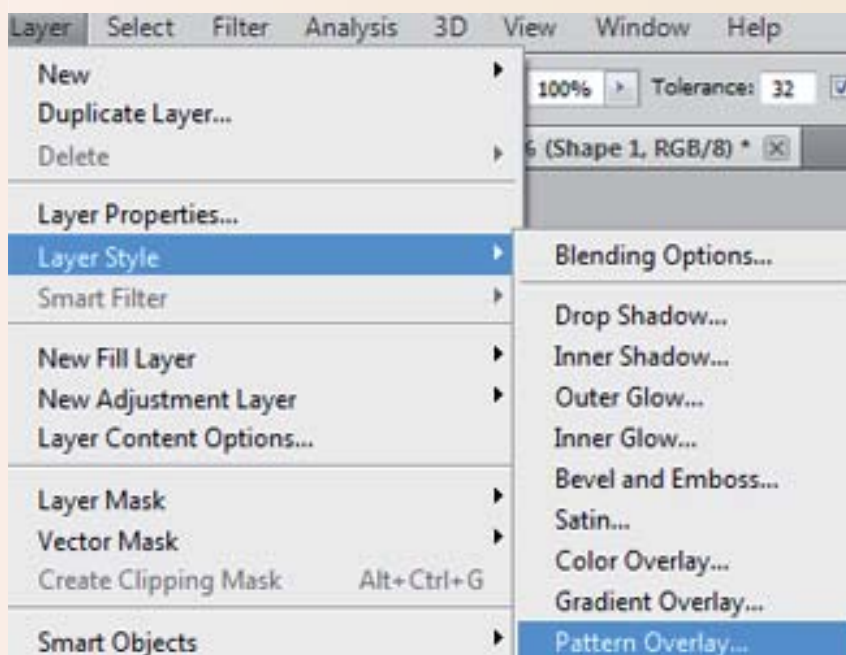 Layer Select Filter Analysis 3D View Window Help
100% Tolerance: 32
% (Shape 1, RGB/8) *
New
Duplicate Layer...
Delete
Layer Properties...
Layer Style
Smart Filter
New Fill Layer
New Adjustment Layer
Layer Content Options...
Layer Mask
Vector Mask
Create Clipping Mask Alt+Ctrl+G
Smart Objects
Blending Options...
Drop Shadow...
Inner Shadow...
Outer Glow...
Inner Glow...
Bevel and Emboss...
Satin...
Color Overlay...
Gradient Overlay...
Pattern Overlay...